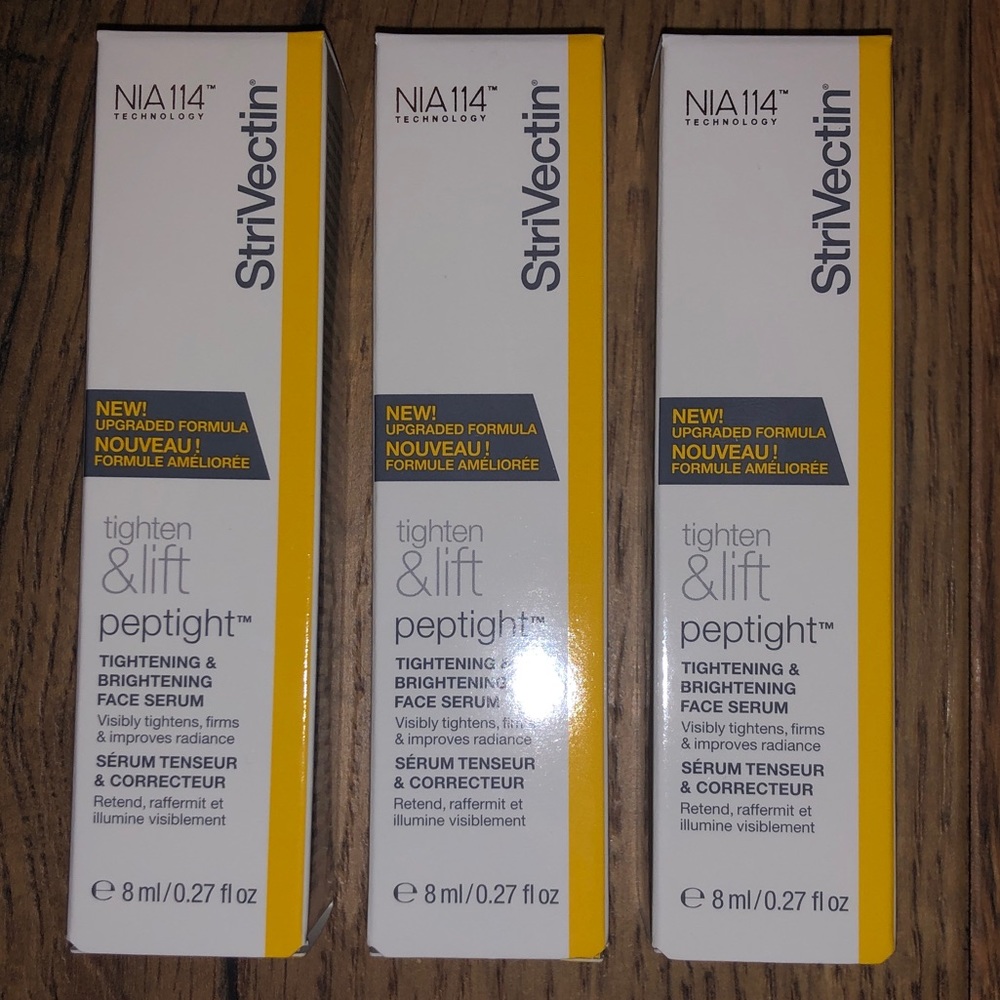 NIA114™
TECHNOLOGY
StriVectin®
NEW!
UPGRADED FORMULA
NOUVEAU !
FORMULE AMÉLIORÉE
tighten
&lift
peptight™
TIGHTENING &
BRIGHTENING
FACE SERUM
Visibly tightens, firms
& improves radiance
SÉRUM TENSEUR
& CORRECTEUR
Retend, raffermit et
illumine visiblement
℮ 8 ml/0.27 fl oz
NIA114™
TECHNOLOGY
StriVectin®
NEW!
UPGRADED FORMULA
NOUVEAU !
FORMULE AMÉLIORÉE
tighten
&lift
peptight™
TIGHTENING &
BRIGHTENING
FACE SERUM
Visibly tightens, firms
& improves radiance
SÉRUM TENSEUR
& CORRECTEUR
Retend, raffermit et
illumine visiblement
℮ 8 ml/0.27 fl oz
NIA114™
TECHNOLOGY
StriVectin®
NEW!
UPGRADED FORMULA
NOUVEAU !
FORMULE AMÉLIORÉE
tighten
&lift
peptight™
TIGHTENING &
BRIGHTENING
FACE SERUM
Visibly tightens, firms
& improves radiance
SÉRUM TENSEUR
& CORRECTEUR
Retend, raffermit et
illumine visiblement
℮ 8 ml/0.27 fl oz